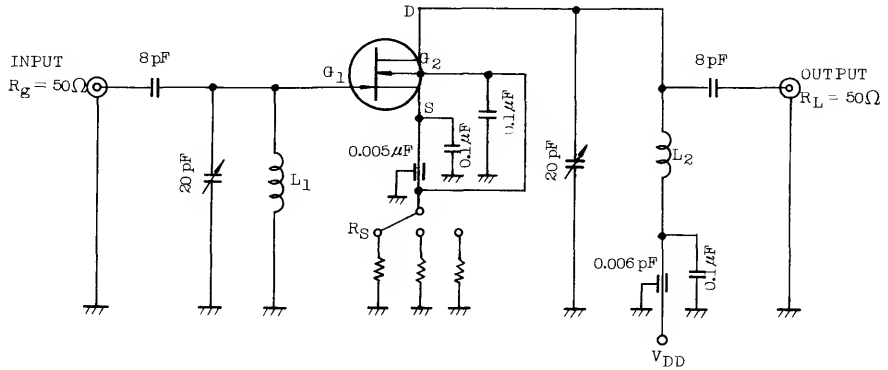 D
INPUT
Rg = 50Ω
8pF
G1
G2
S
20pF
L1
0.005μF
0.1μF
0.1μF
RS
20pF
8pF
OUTPUT
RL = 50Ω
L2
0.006pF
0.1μF
VDD